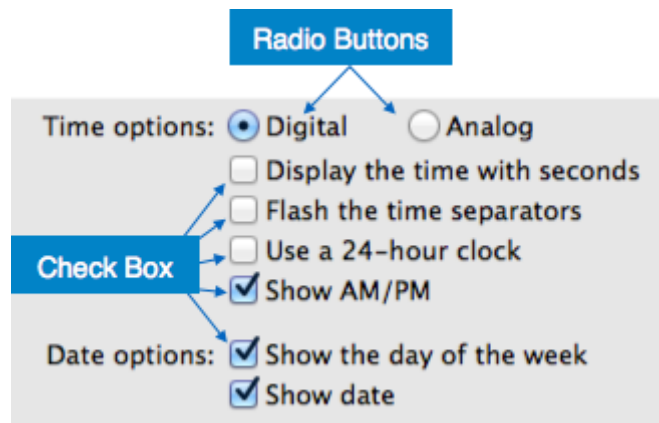 Radio Buttons
Time options: Digital Analog
Display the time with seconds
Flash the time separators
Use a 24-hour clock
Check Box
Show AM/PM
Date options: Show the day of the week
Show date